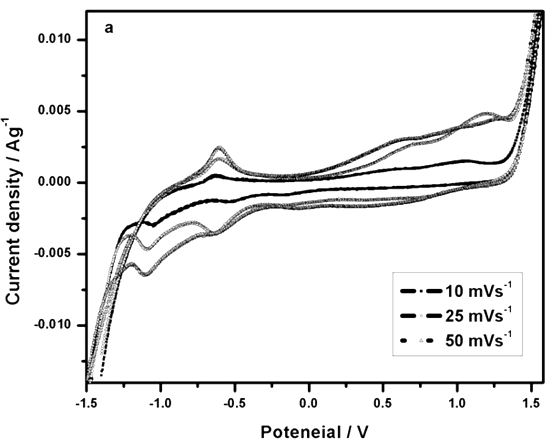 a
0.010
0.005
0.000
-0.005
-0.010
Current density / Ag-1
10 mVs-1
25 mVs-1
50 mVs-1
-1.5 -1.0 -0.5 0.0 0.5 1.0 1.5
Poteneial / V